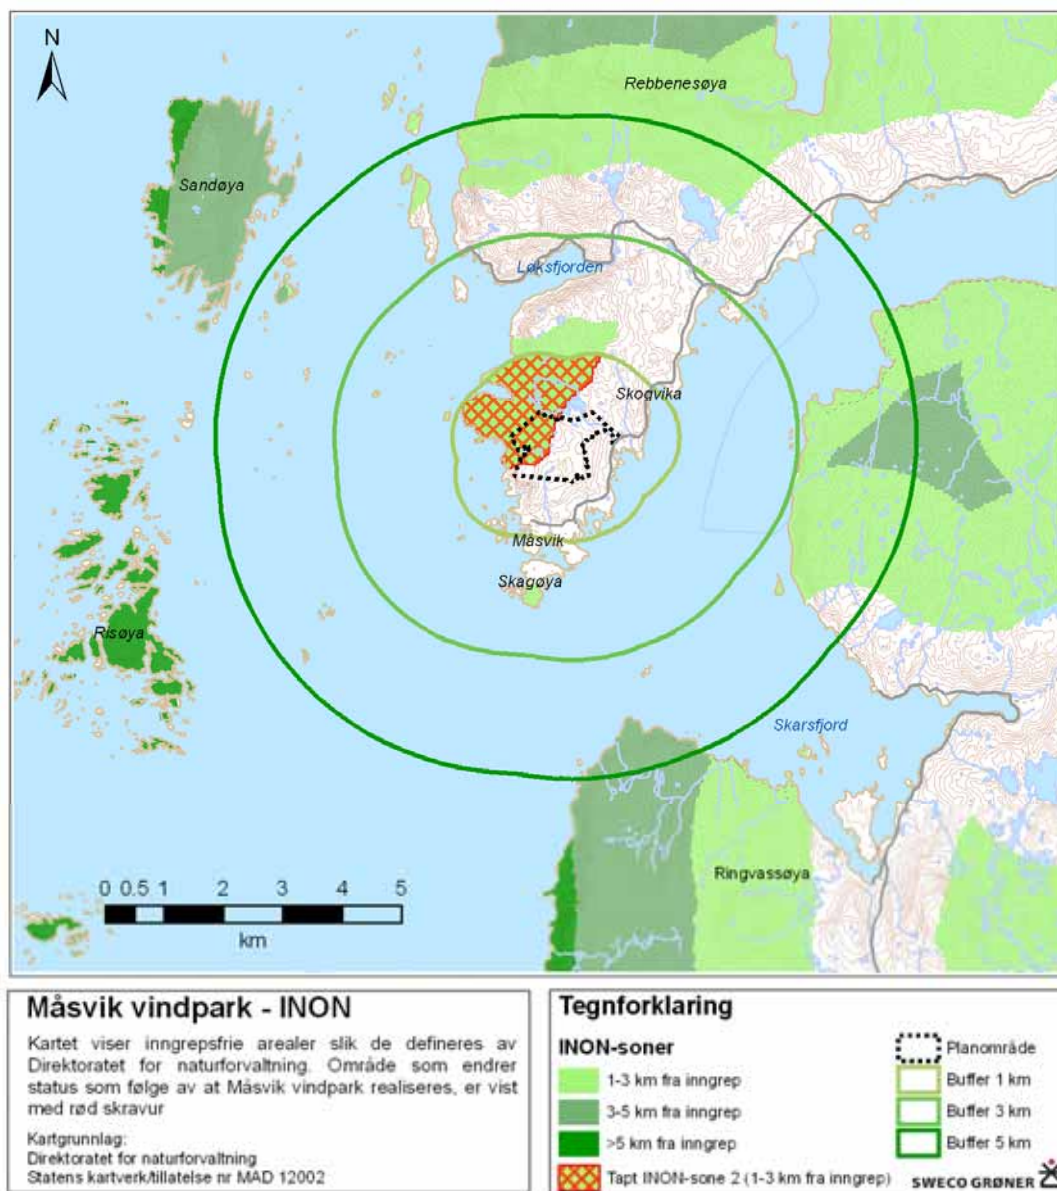 N
Rebbenesøya
Sandøya
Løksfjorden
Skogvika
Måsvik
Skagøya
Risøya
Skarsfjord
Ringvassøya
0 0.5 1 2 3 4 5
km
Måsvik vindpark - INON
Kartet viser inngrepsfrie arealer slik de defineres av
Direktoratet for naturforvaltning. Område som endrer
status som følge av at Måsvik vindpark realiseres, er vist
med rød skravur
Kartgrunnlag:
Direktoratet for naturforvaltning
Statens kartverk/tillatelse nr MAD 12002
Tegnforklaring
INON-soner
1-3 km fra inngrep
3-5 km fra inngrep
>5 km fra inngrep
Tapt INON-sone 2 (1-3 km fra inngrep)
Planområde
Buffer 1 km
Buffer 3 km
Buffer 5 km
SWECO GRØNER